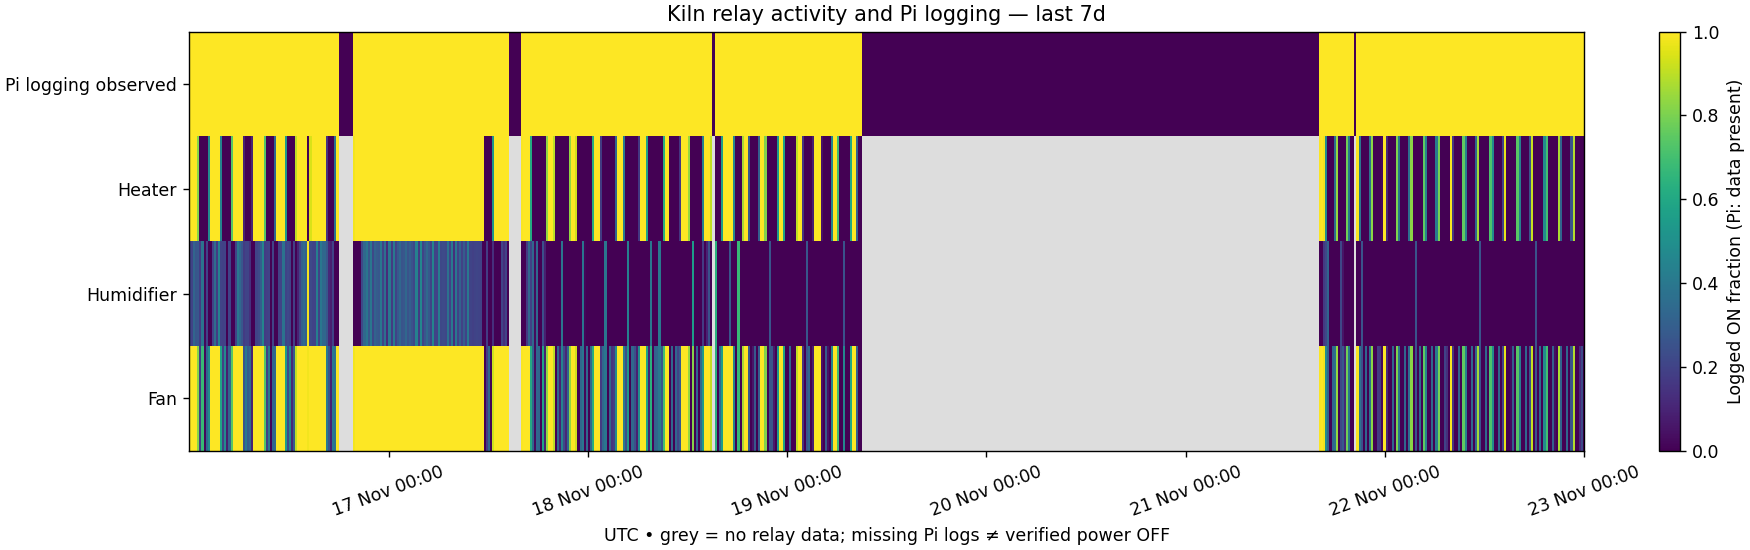 Kiln relay activity and Pi logging — last 7d
Pi logging observed
Heater
Humidifier
Fan
17 Nov 00:00
18 Nov 00:00
19 Nov 00:00
20 Nov 00:00
21 Nov 00:00
22 Nov 00:00
23 Nov 00:00
UTC • grey = no relay data; missing Pi logs ≠ verified power OFF
1.0
0.8
0.6
0.4
0.2
0.0
Logged ON fraction (Pi: data present)